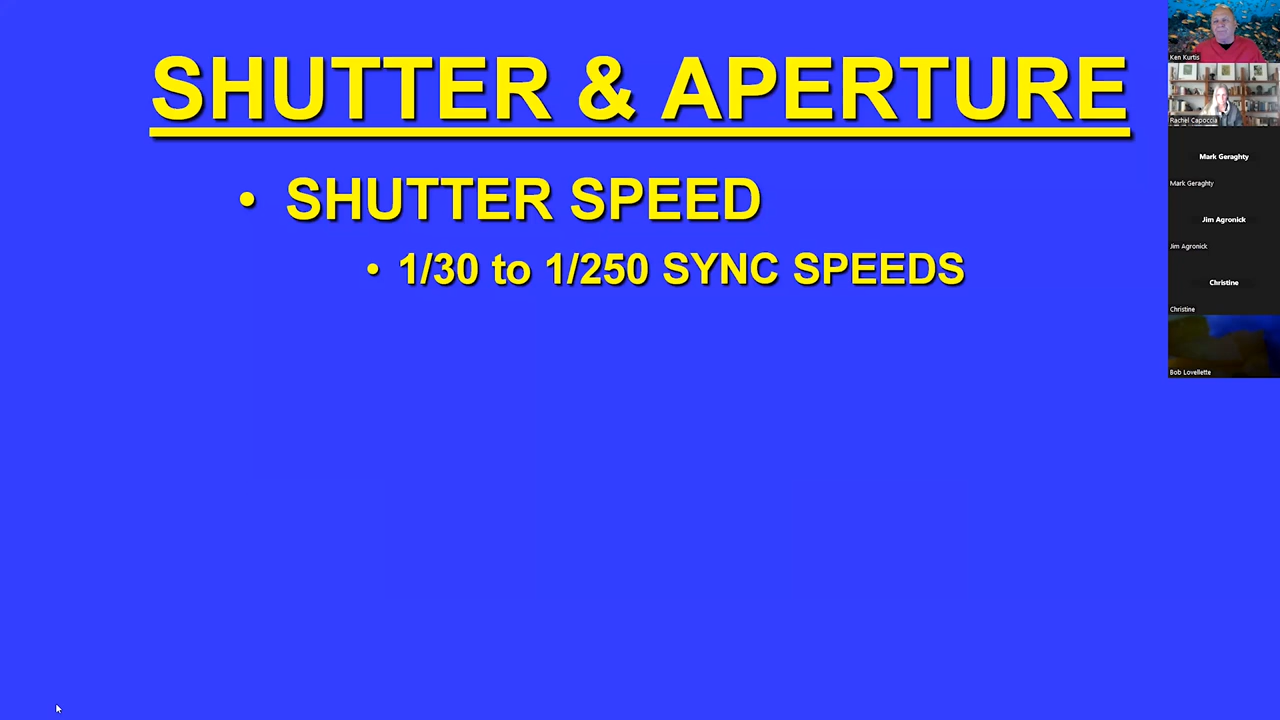 SHUTTER & APERTURE
• SHUTTER SPEED
• 1/30 to 1/250 SYNC SPEEDS
Ken Kurtis
Rachel Capoccia
Mark Geraghty
Mark Geraghty
Jim Agronick
Jim Agronick
Christine
Christine
Bob Lovellette